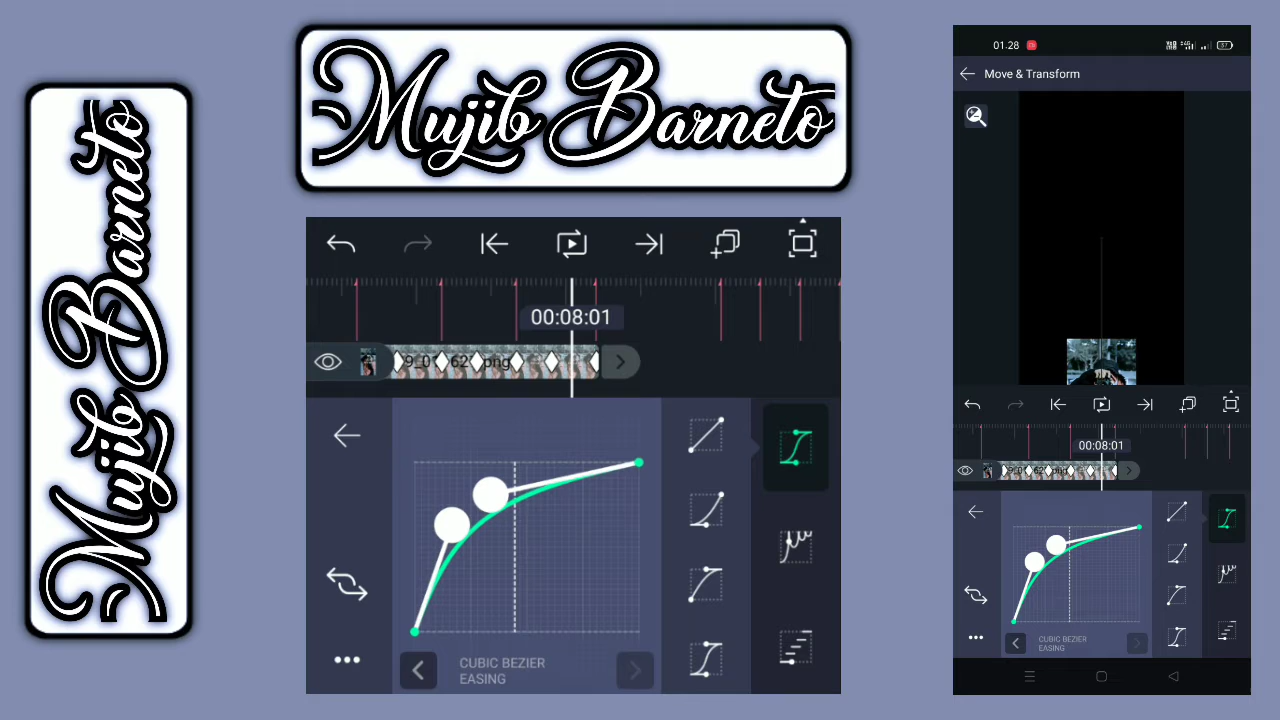 Mujib Barneto
Mujib Barneto
00:08:01
CUBIC BEZIER
EASING
01.28
87
Move & Transform
00:08:01
CUBIC BEZIER
EASING